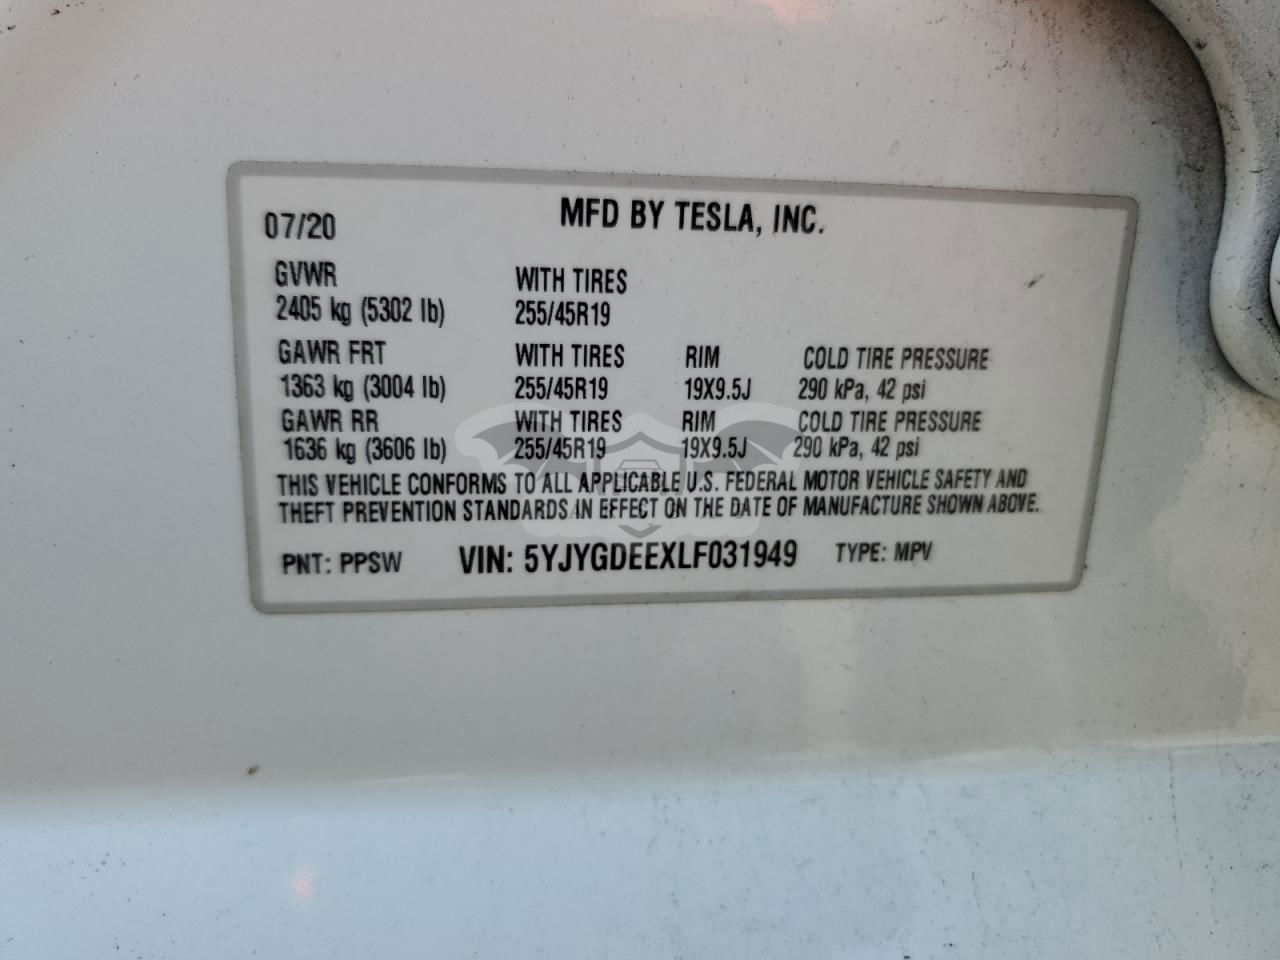 MFD BY TESLA, INC.
07/20
GVWR WITH TIRES
2405 kg (5302 lb) 255/45R19
GAWR FRT WITH TIRES RIM COLD TIRE PRESSURE
1363 kg (3004 lb) 255/45R19 19X9.5J 290 kPa, 42 psi
GAWR RR WITH TIRES RIM COLD TIRE PRESSURE
1636 kg (3606 lb) 255/45R19 19X9.5J 290 kPa, 42 psi
THIS VEHICLE CONFORMS TO ALL APPLICABLE U.S. FEDERAL MOTOR VEHICLE SAFETY AND
THEFT PREVENTION STANDARDS IN EFFECT ON THE DATE OF MANUFACTURE SHOWN ABOVE.
PNT: PPSW VIN: 5YJYGDEEXLF031949 TYPE: MPV